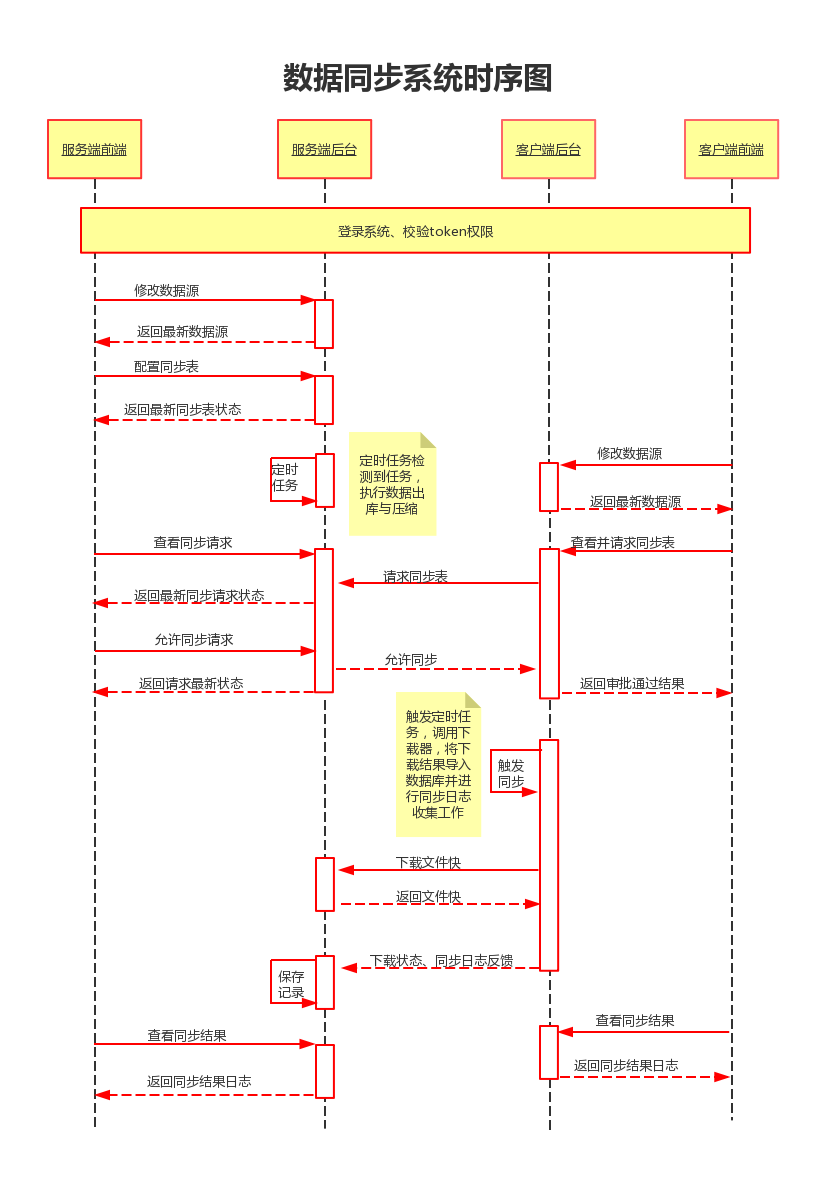 数据同步系统时序图
服务端前端
服务端后台
客户端后台
客户端前端
登录系统、校验token权限
修改数据源
返回最新数据源
配置同步表
返回最新同步表状态
定时
任务
定时任务检
测到任务，
执行数据出
库与压缩
修改数据源
返回最新数据源
查看同步请求
查看并请求同步表
请求同步表
返回最新同步请求状态
允许同步请求
允许同步
返回请求最新状态
返回审批通过结果
触发定时任
务，调用下
载器，将下
载结果导入
数据库并进
行同步日志
收集工作
触发
同步
下载文件快
返回文件快
下载状态、同步日志反馈
保存
记录
查看同步结果
查看同步结果
返回同步结果日志
返回同步结果日志